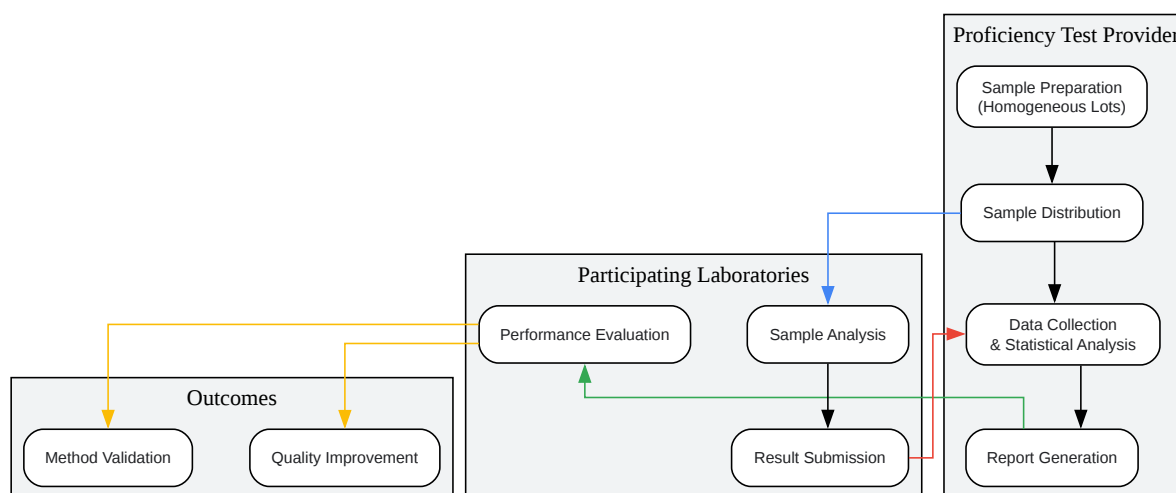 Proficiency Test Provider
Sample Preparation
(Homogeneous Lots)
Sample Distribution
Participating Laboratories
Performance Evaluation
Sample Analysis
Data Collection
& Statistical Analysis
Outcomes
Method Validation
Quality Improvement
Result Submission
Report Generation